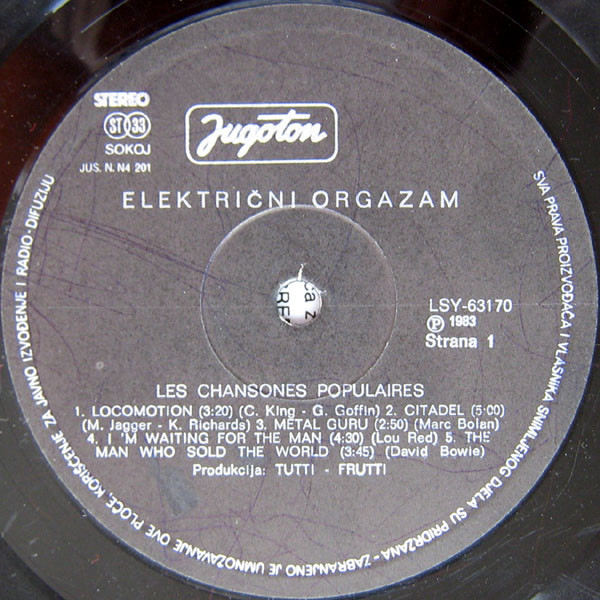 STEREO
ST 33
SOKOJ
JUS. N. N4 201
Jugoton
ELEKTRIČNI ORGAZAM
LSY-63170
Ⓟ 1983
Strana 1
ca z
RE
LES CHANSONES POPULAIRES
1. LOCOMOTION (3:20) (C. King - G. Goffin) 2. CITADEL (5:00)
(M. Jagger - K. Richards) 3. METAL GURU (2:50) (Marc Bolan)
4. I 'M WAITING FOR THE MAN (4:30) (Lou Red) 5. THE
MAN WHO SOLD THE WORLD (3:45) (David Bowie)
Produkcija: TUTTI - FRUTTI
SVA PRAVA PROIZVOĐAČA I VLASNIKA SNIMLJENOG DJELA SU PRIDRŽANA - ZABRANJENO JE UMNOŽAVANJE OVE PLOČE, KORIŠĆENJE ZA JAVNO IZVOĐENJE I RADIO-DIFUZIJU